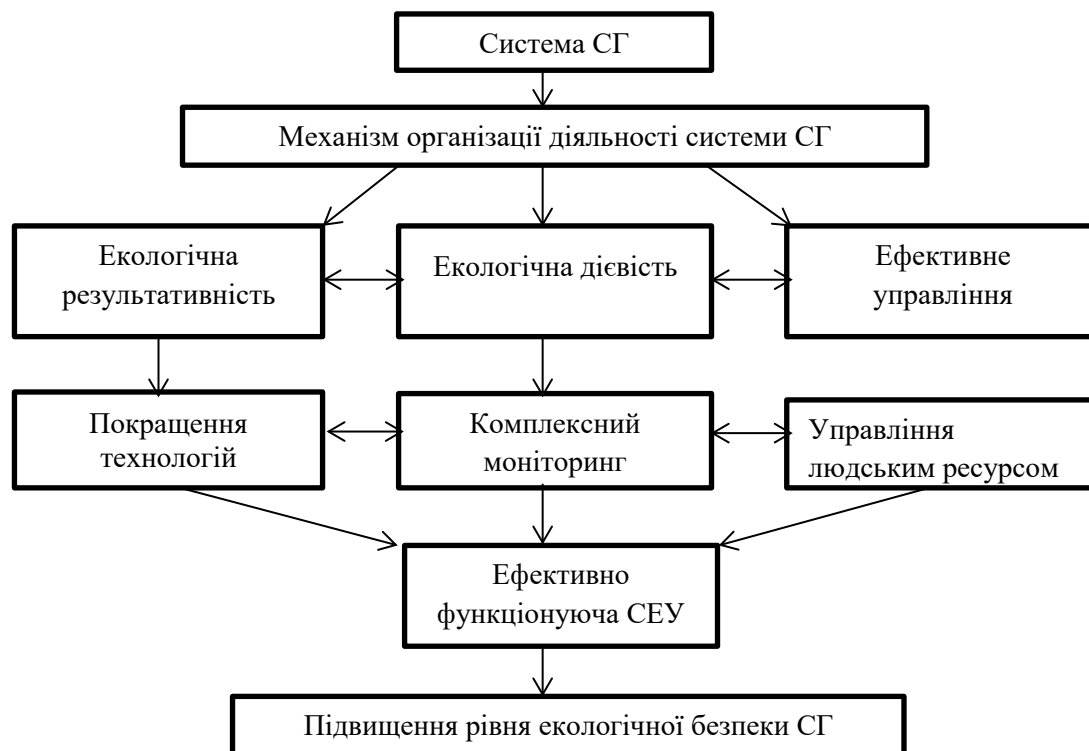 Система СГ
Механізм організації діяльності системи СГ
Екологічна
результативність
Екологічна дієвість
Ефективне
управління
Покращення
технологій
Комплексний
моніторинг
Управління
людським ресурсом
Ефективно
функціонуюча СЕУ
Підвищення рівня екологічної безпеки СГ